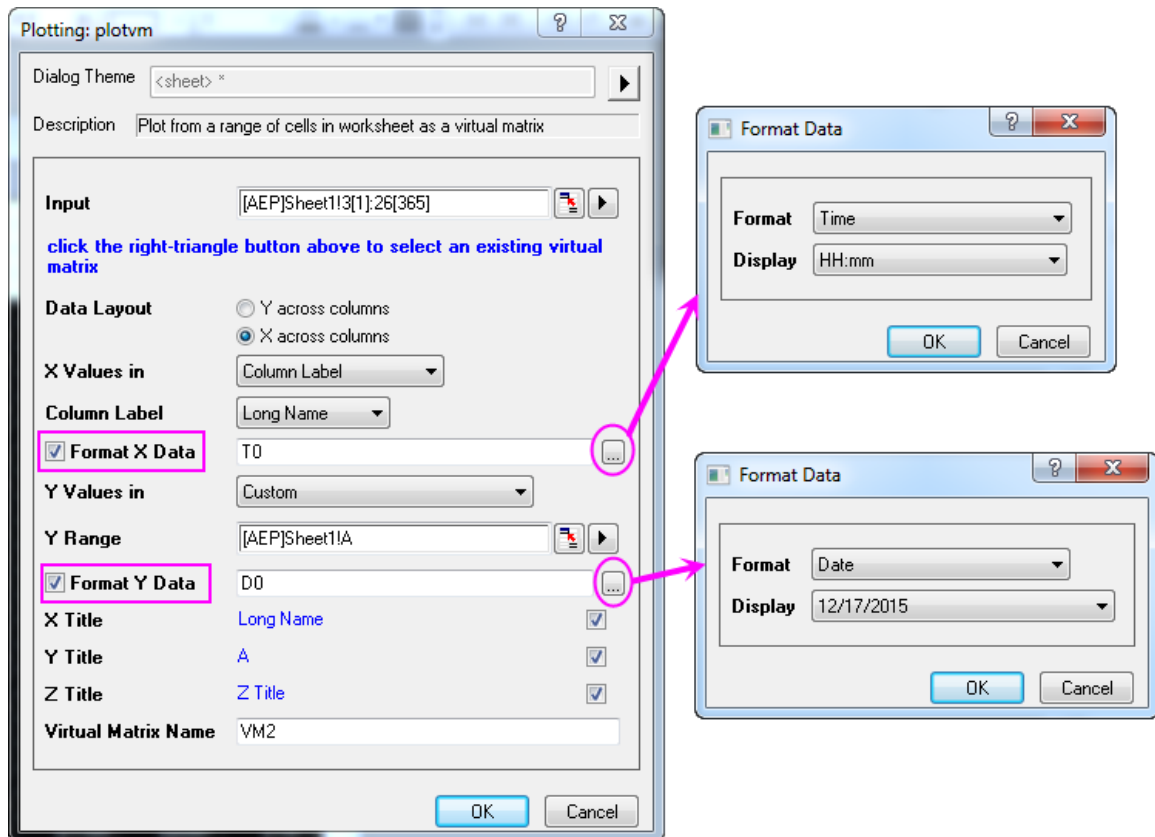 Plotting: plotvm
Dialog Theme <sheet> *
Description Plot from a range of cells in worksheet as a virtual matrix
Input [AEP]Sheet1!3[1]:26[365]
click the right-triangle button above to select an existing virtual
matrix
Data Layout Y across columns
X across columns
X Values in Column Label
Column Label Long Name
Format X Data T0 ...
Y Values in Custom
Y Range [AEP]Sheet1!A
Format Y Data D0 ...
X Title Long Name
Y Title A
Z Title Z Title
Virtual Matrix Name VM2
OK Cancel
Format Data
Format Time
Display HH:mm
OK Cancel
Format Data
Format Date
Display 12/17/2015
OK Cancel